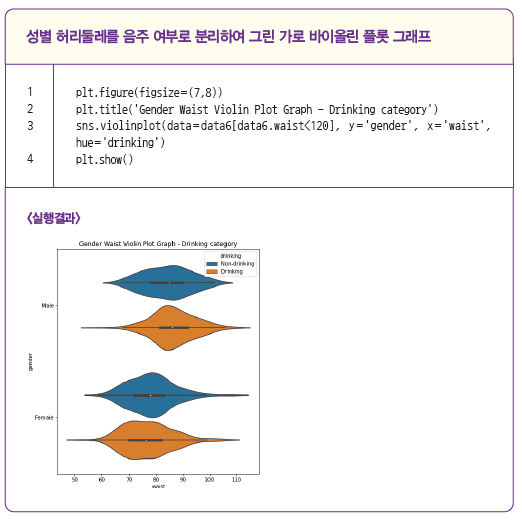 성별 허리둘레를 음주 여부로 분리하여 그린 가로 바이올린 플롯 그래프
1 plt.figure(figsize=(7,8))
2 plt.title('Gender Waist Violin Plot Graph - Drinking category')
3 sns.violinplot(data=data6[data6.waist<120], y='gender', x='waist',
hue='drinking')
4 plt.show()
<실행결과>
Gender Waist Violin Plot Graph - Drinking category
drinking
Non-drinking
Drinking
Male
gender
Female
50 60 70 80 90 100 110
waist